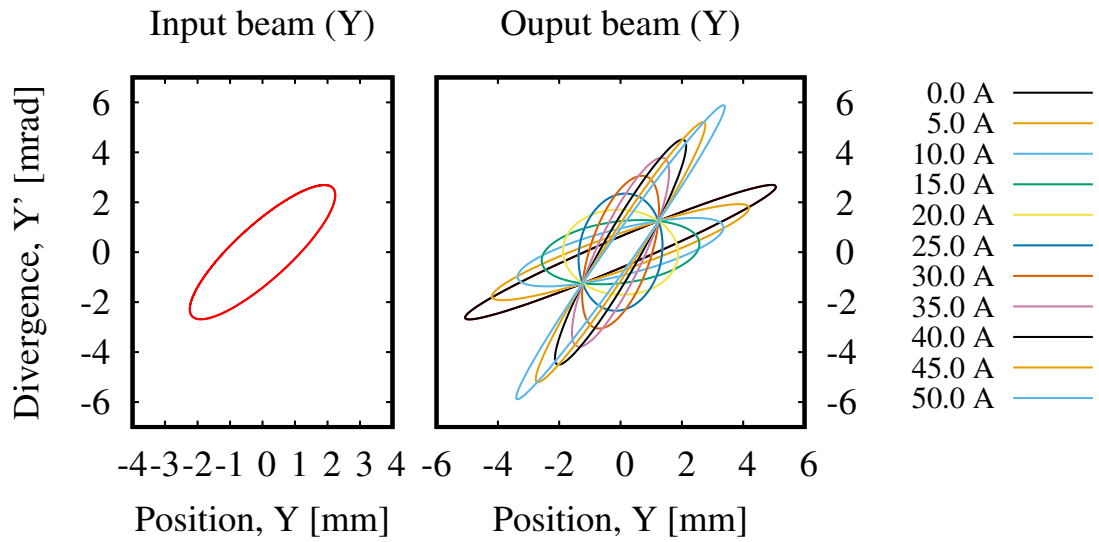 Input beam (Y)
Ouput beam (Y)
Divergence, Y' [mrad]
6
4
2
0
-2
-4
-6
-4 -3 -2 -1 0 1 2 3 4
Position, Y [mm]
6
4
2
0
-2
-4
-6
-6 -4 -2 0 2 4 6
Position, Y [mm]
0.0 A
5.0 A
10.0 A
15.0 A
20.0 A
25.0 A
30.0 A
35.0 A
40.0 A
45.0 A
50.0 A